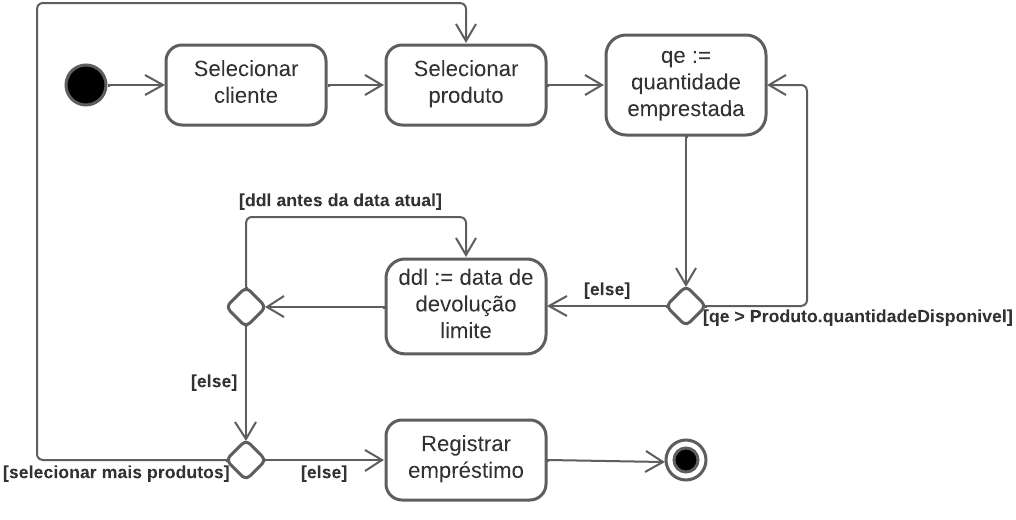 Selecionar
cliente
Selecionar
produto
qe :=
quantidade
emprestada
[ddl antes da data atual]
ddl := data de
devolução
limite
[else]
[qe > Produto.quantidadeDisponivel]
[else]
[selecionar mais produtos]
[else]
Registrar
empréstimo